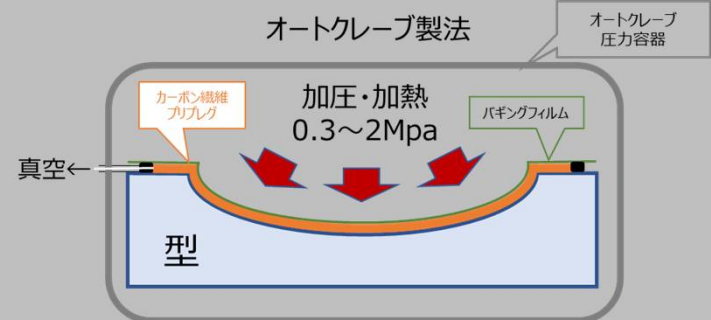 オートクレーブ製法
オートクレーブ
圧力容器
カーボン繊維
プリプレグ
加圧・加熱
0.3～2Mpa
バギングフィルム
真空←
型